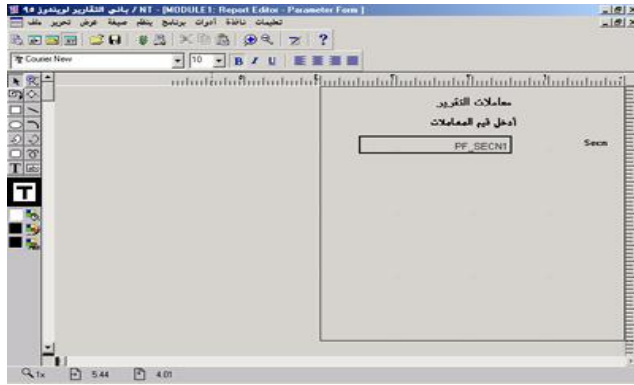 باني التقارير لويندوز ٩٥ / NT - [MODULE1: Report Editor - Parameter Form ]
ملف تحرير عرض صيغة ينظم برنامج أدوات نافذة تعليمات
Courier New
10
B I U
معاملات التقرير
أدخل قيم المعاملات
PF_SECN1
Secn
1x
5.44
4.01